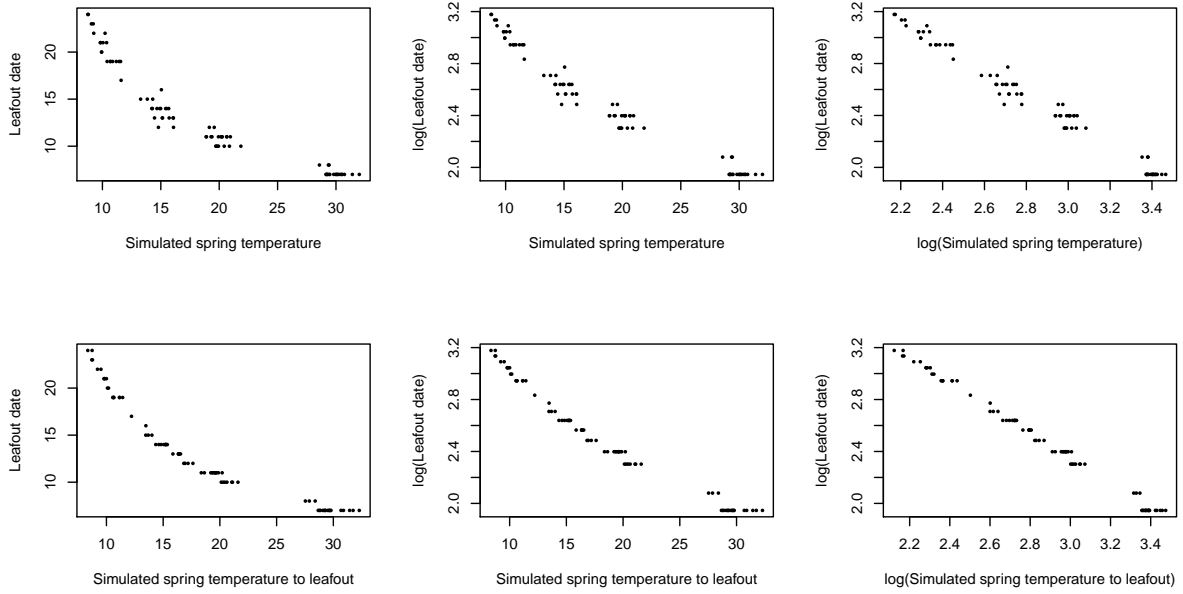 Leafout date
20
15
10
10 15 20 25 30
Simulated spring temperature
log(Leafout date)
3.2
2.8
2.4
2.0
10 15 20 25 30
Simulated spring temperature
log(Leafout date)
3.2
2.8
2.4
2.0
2.2 2.4 2.6 2.8 3.0 3.2 3.4
log(Simulated spring temperature)
Leafout date
20
15
10
10 15 20 25 30
Simulated spring temperature to leafout
log(Leafout date)
3.2
2.8
2.4
2.0
10 15 20 25 30
Simulated spring temperature to leafout
log(Leafout date)
3.2
2.8
2.4
2.0
2.2 2.4 2.6 2.8 3.0 3.2 3.4
log(Simulated spring temperature to leafout)